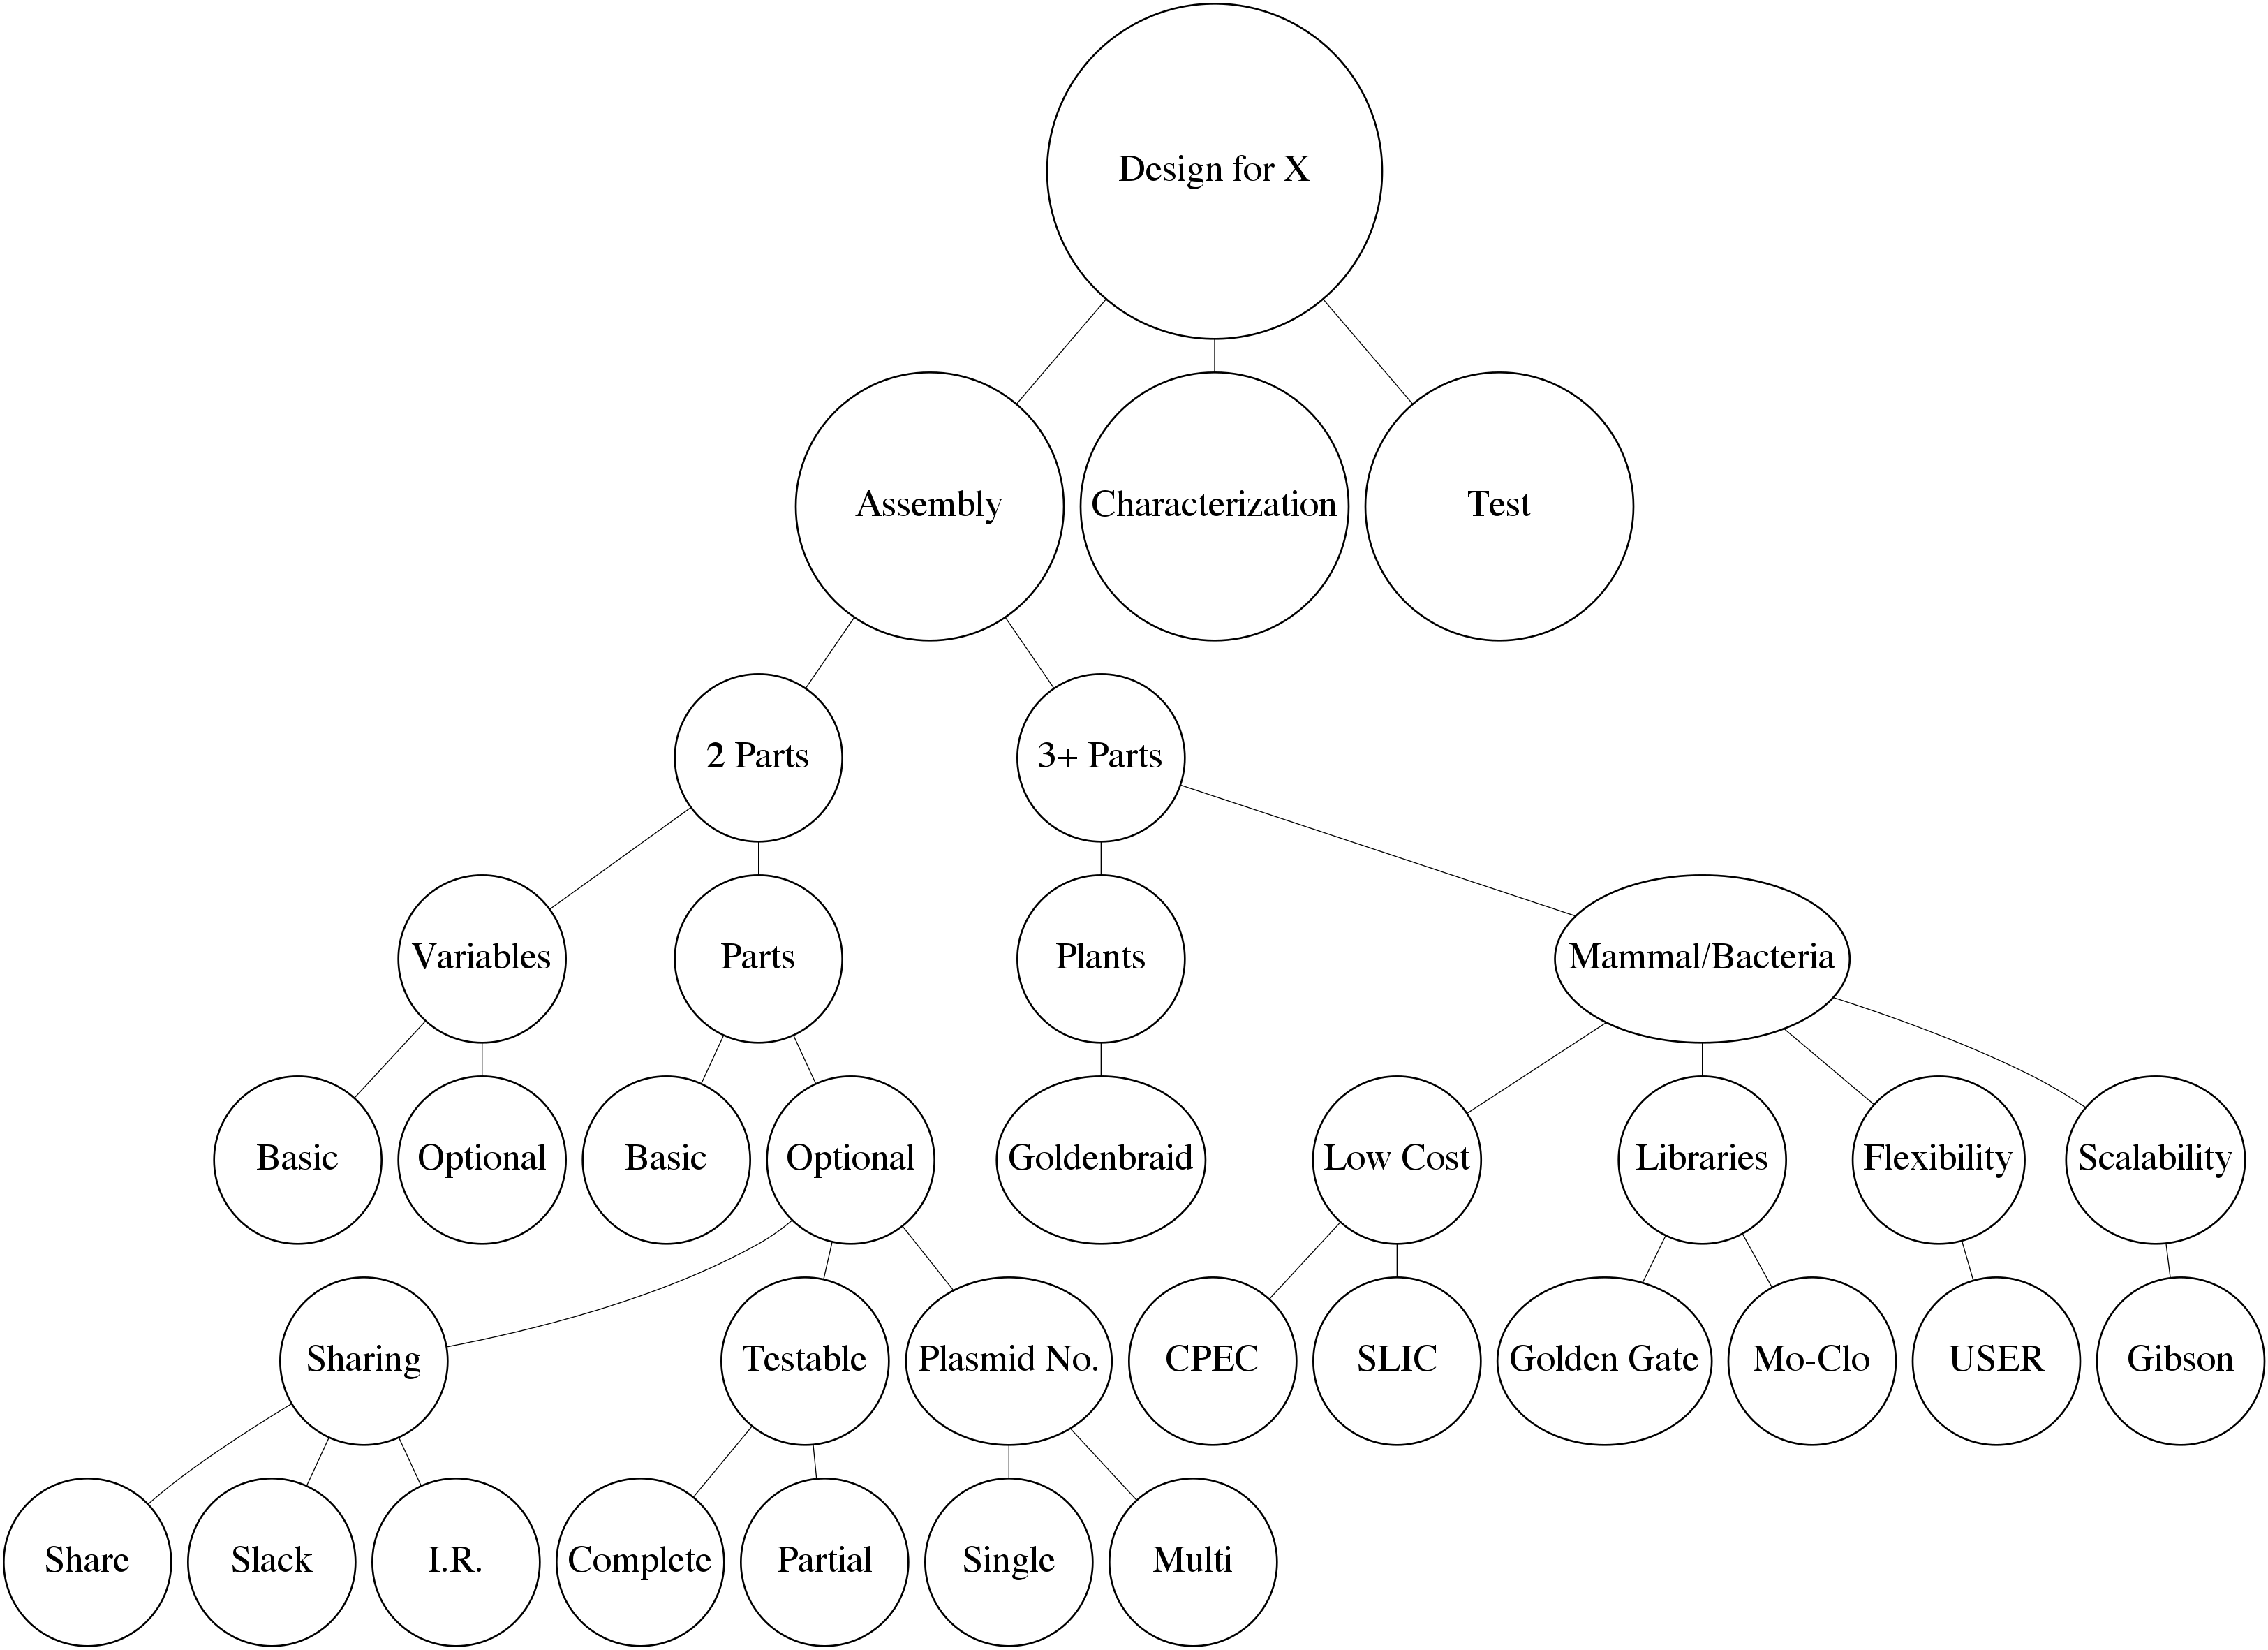 Design for X
Assembly
Characterization
Test
2 Parts
3+ Parts
Variables
Parts
Plants
Mammal/Bacteria
Basic
Optional
Basic
Optional
Goldenbraid
Low Cost
Libraries
Flexibility
Scalability
Sharing
Testable
Plasmid No.
CPEC
SLIC
Golden Gate
Mo-Clo
USER
Gibson
Share
Slack
I.R.
Complete
Partial
Single
Multi